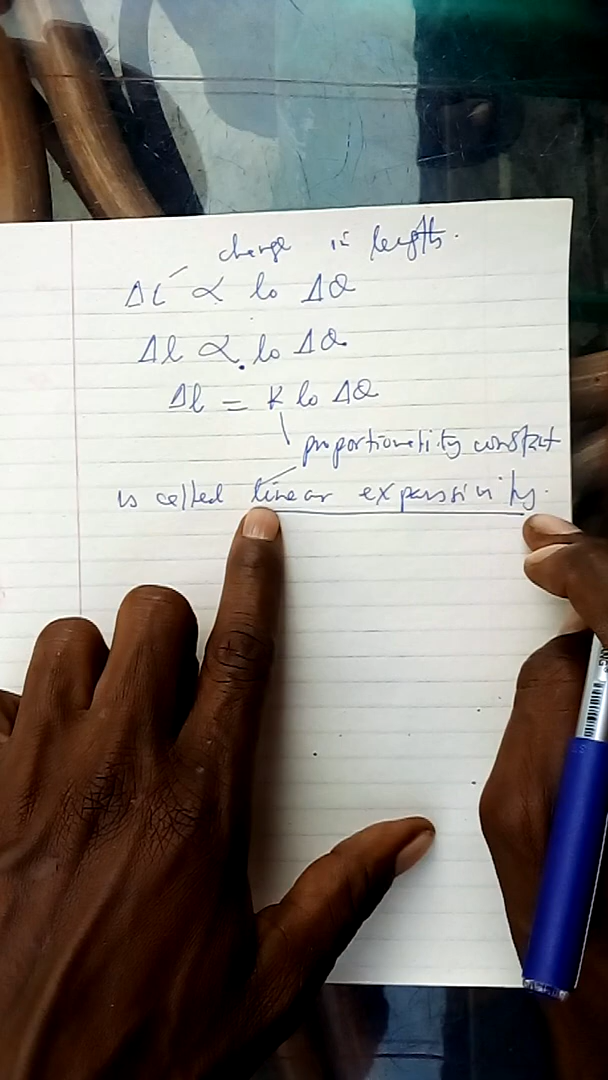 change in length.
Δl ∝ lo Δθ
Δl ∝ lo Δθ
Δl = K lo Δθ
proportionality constant
is called linear expansivity.